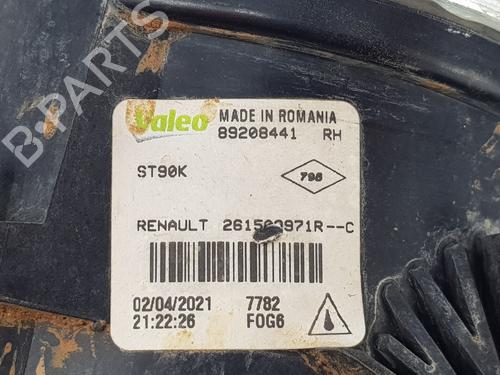 B-PARTS
Valeo MADE IN ROMANIA
89208441 RH
ST90K
798
RENAULT
02/04/2021 7782
21:22:26 FOG6